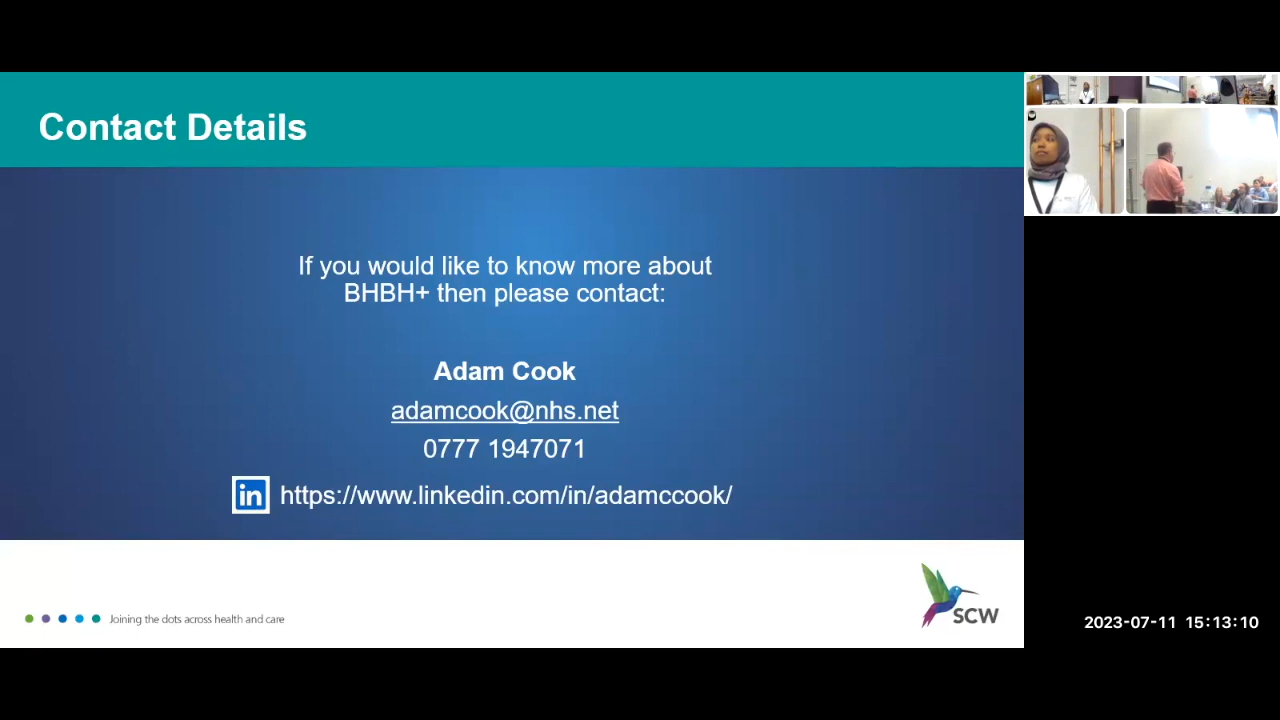 Contact Details
If you would like to know more about
BHBH+ then please contact:
Adam Cook
adamcook@nhs.net
0777 1947071
in https://www.linkedin.com/in/adamccook/
Joining the dots across health and care
SCW
2023-07-11 15:13:10